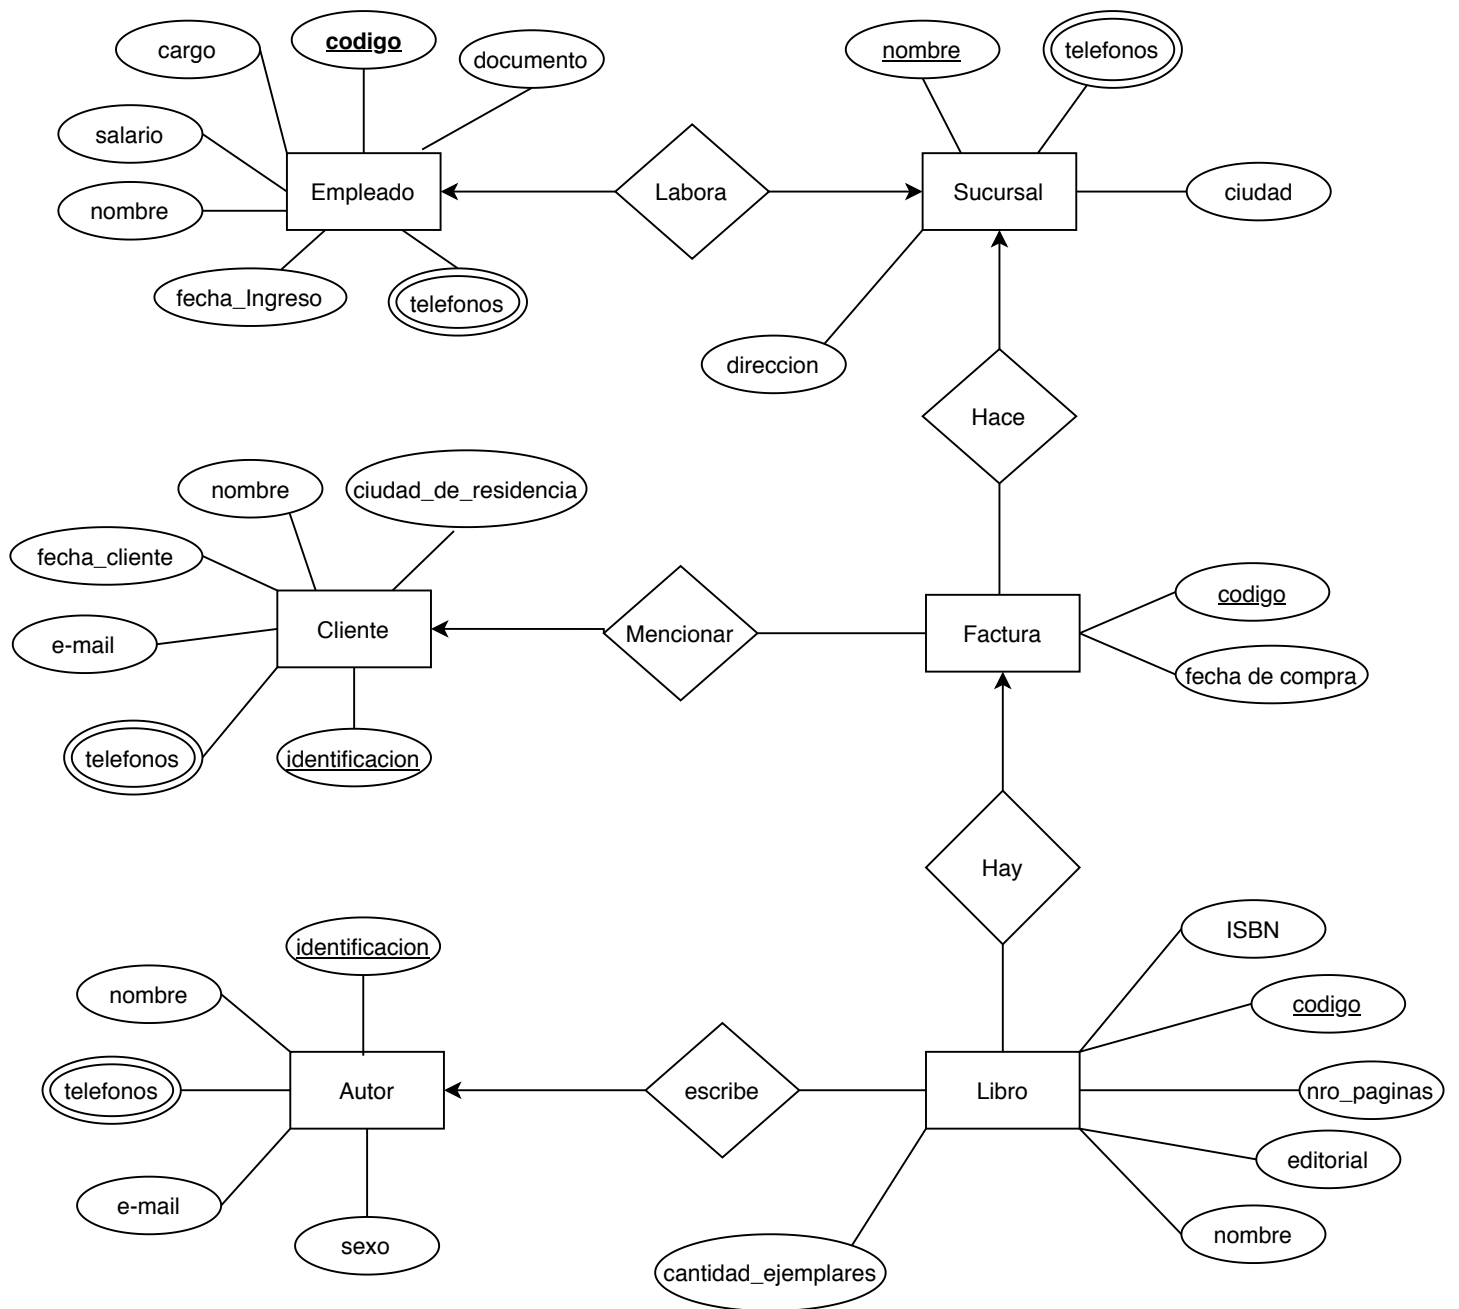 cargo
codigo
documento
nombre
telefonos
salario
Empleado
Labora
Sucursal
ciudad
nombre
fecha_Ingreso
telefonos
direccion
Hace
nombre
ciudad_de_residencia
fecha_cliente
codigo
e-mail
Cliente
Mencionar
Factura
fecha de compra
telefonos
identificacion
Hay
ISBN
identificacion
nombre
codigo
telefonos
Autor
escribe
Libro
nro_paginas
editorial
e-mail
sexo
nombre
cantidad_ejemplares